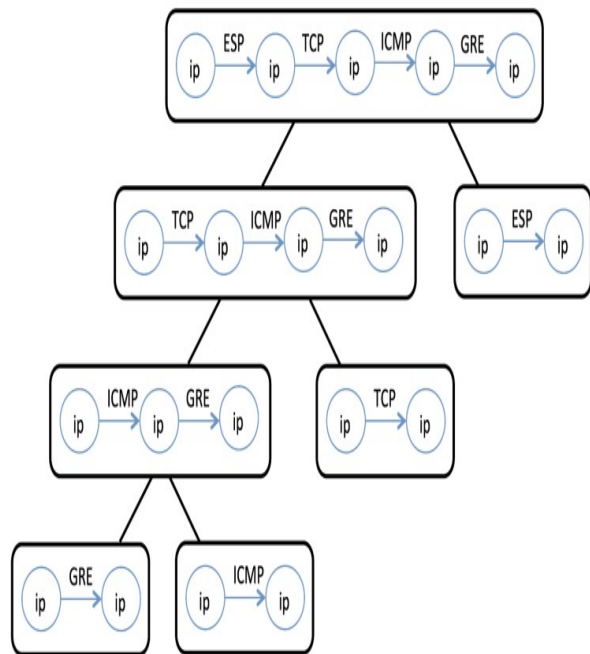 ESP TCP ICMP GRE
ip ip ip ip ip
TCP ICMP GRE
ip ip ip ip
ESP
ip ip
ICMP GRE
ip ip ip
TCP
ip ip
GRE
ip ip
ICMP
ip ip